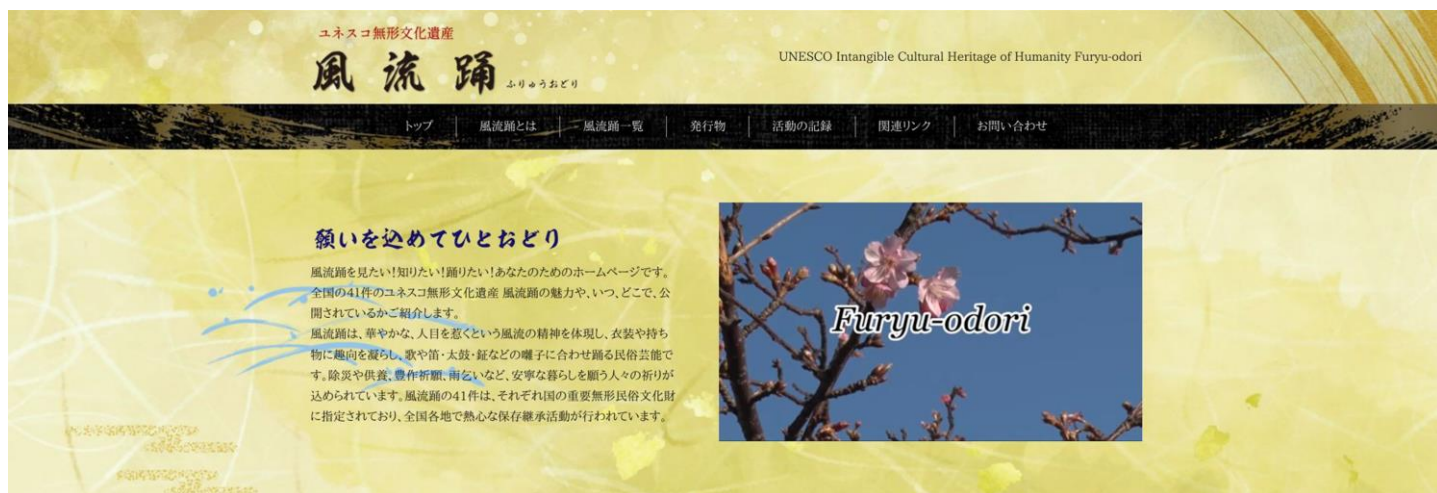 ユネスコ無形文化遺産
風流踊 ふりゅうおどり
UNESCO Intangible Cultural Heritage of Humanity Furyu-odori
トップ 風流踊とは 風流踊一覧 発行物 活動の記録 関連リンク お問い合わせ
願いを込めてひとおどり
風流踊を見たい!知りたい!踊りたい!あなたのためのホームページです。
全国の41件のユネスコ無形文化遺産 風流踊の魅力や、いつ、どこで、公
開されているかご紹介します。
風流踊は、華やかな、人目を惹くという風流の精神を体現し、衣装や持ち
物に趣向を凝らし、歌や笛・太鼓・鉦などの囃子に合わせ踊る民俗芸能で
す。除災や供養、豊作祈願、雨乞いなど、安寧な暮らしを願う人々の祈りが
込められています。風流踊の41件は、それぞれ国の重要無形民俗文化財
に指定されており、全国各地で熱心な保存継承活動が行われています。
Furyu-odori